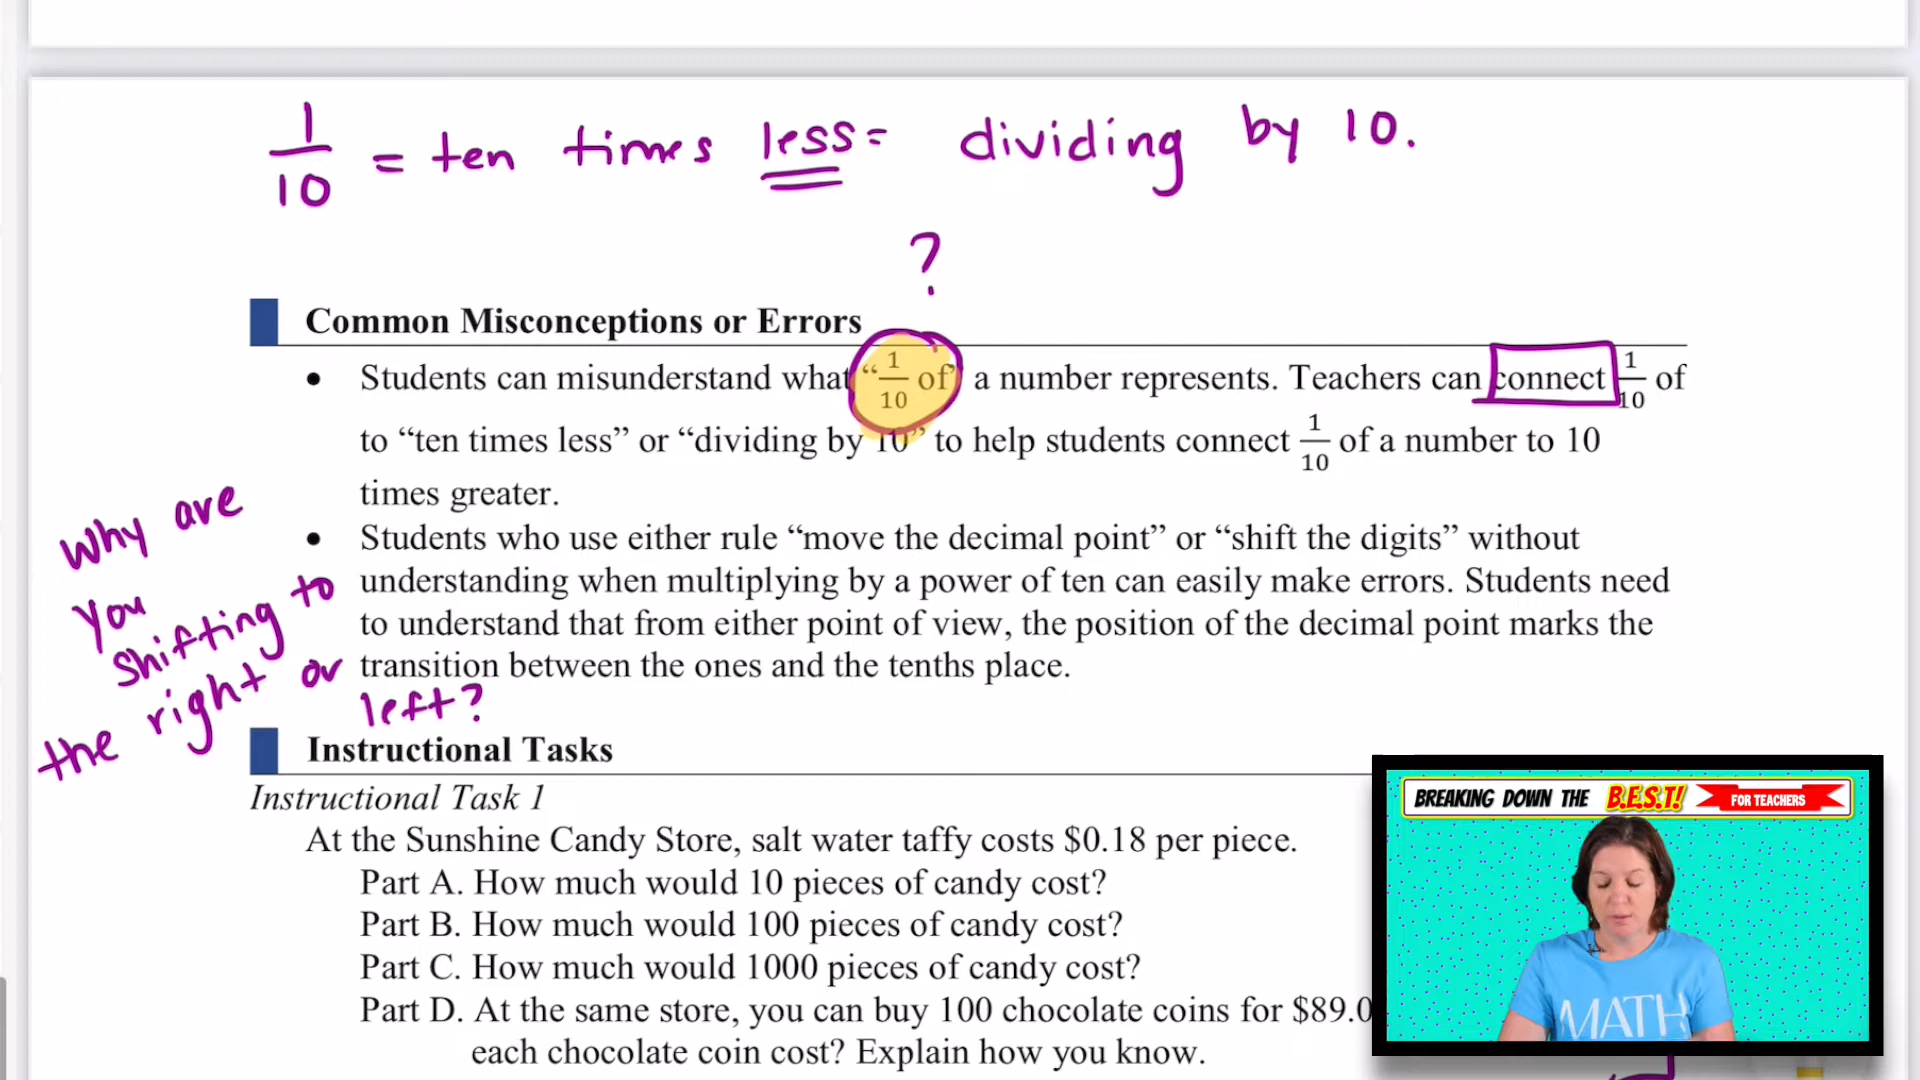 1/10 = ten times less = dividing by 10.
?
Common Misconceptions or Errors
• Students can misunderstand what “1/10 of” a number represents. Teachers can connect 1/10 of
to “ten times less” or “dividing by 10” to help students connect 1/10 of a number to 10
times greater.
• Students who use either rule “move the decimal point” or “shift the digits” without
understanding when multiplying by a power of ten can easily make errors. Students need
to understand that from either point of view, the position of the decimal point marks the
transition between the ones and the tenths place.
Why are
you
shifting to
the right or
left?
Instructional Tasks
Instructional Task 1
At the Sunshine Candy Store, salt water taffy costs $0.18 per piece.
Part A. How much would 10 pieces of candy cost?
Part B. How much would 100 pieces of candy cost?
Part C. How much would 1000 pieces of candy cost?
Part D. At the same store, you can buy 100 chocolate coins for $89.0
each chocolate coin cost? Explain how you know.
BREAKING DOWN THE B.E.S.T! FOR TEACHERS
MATH